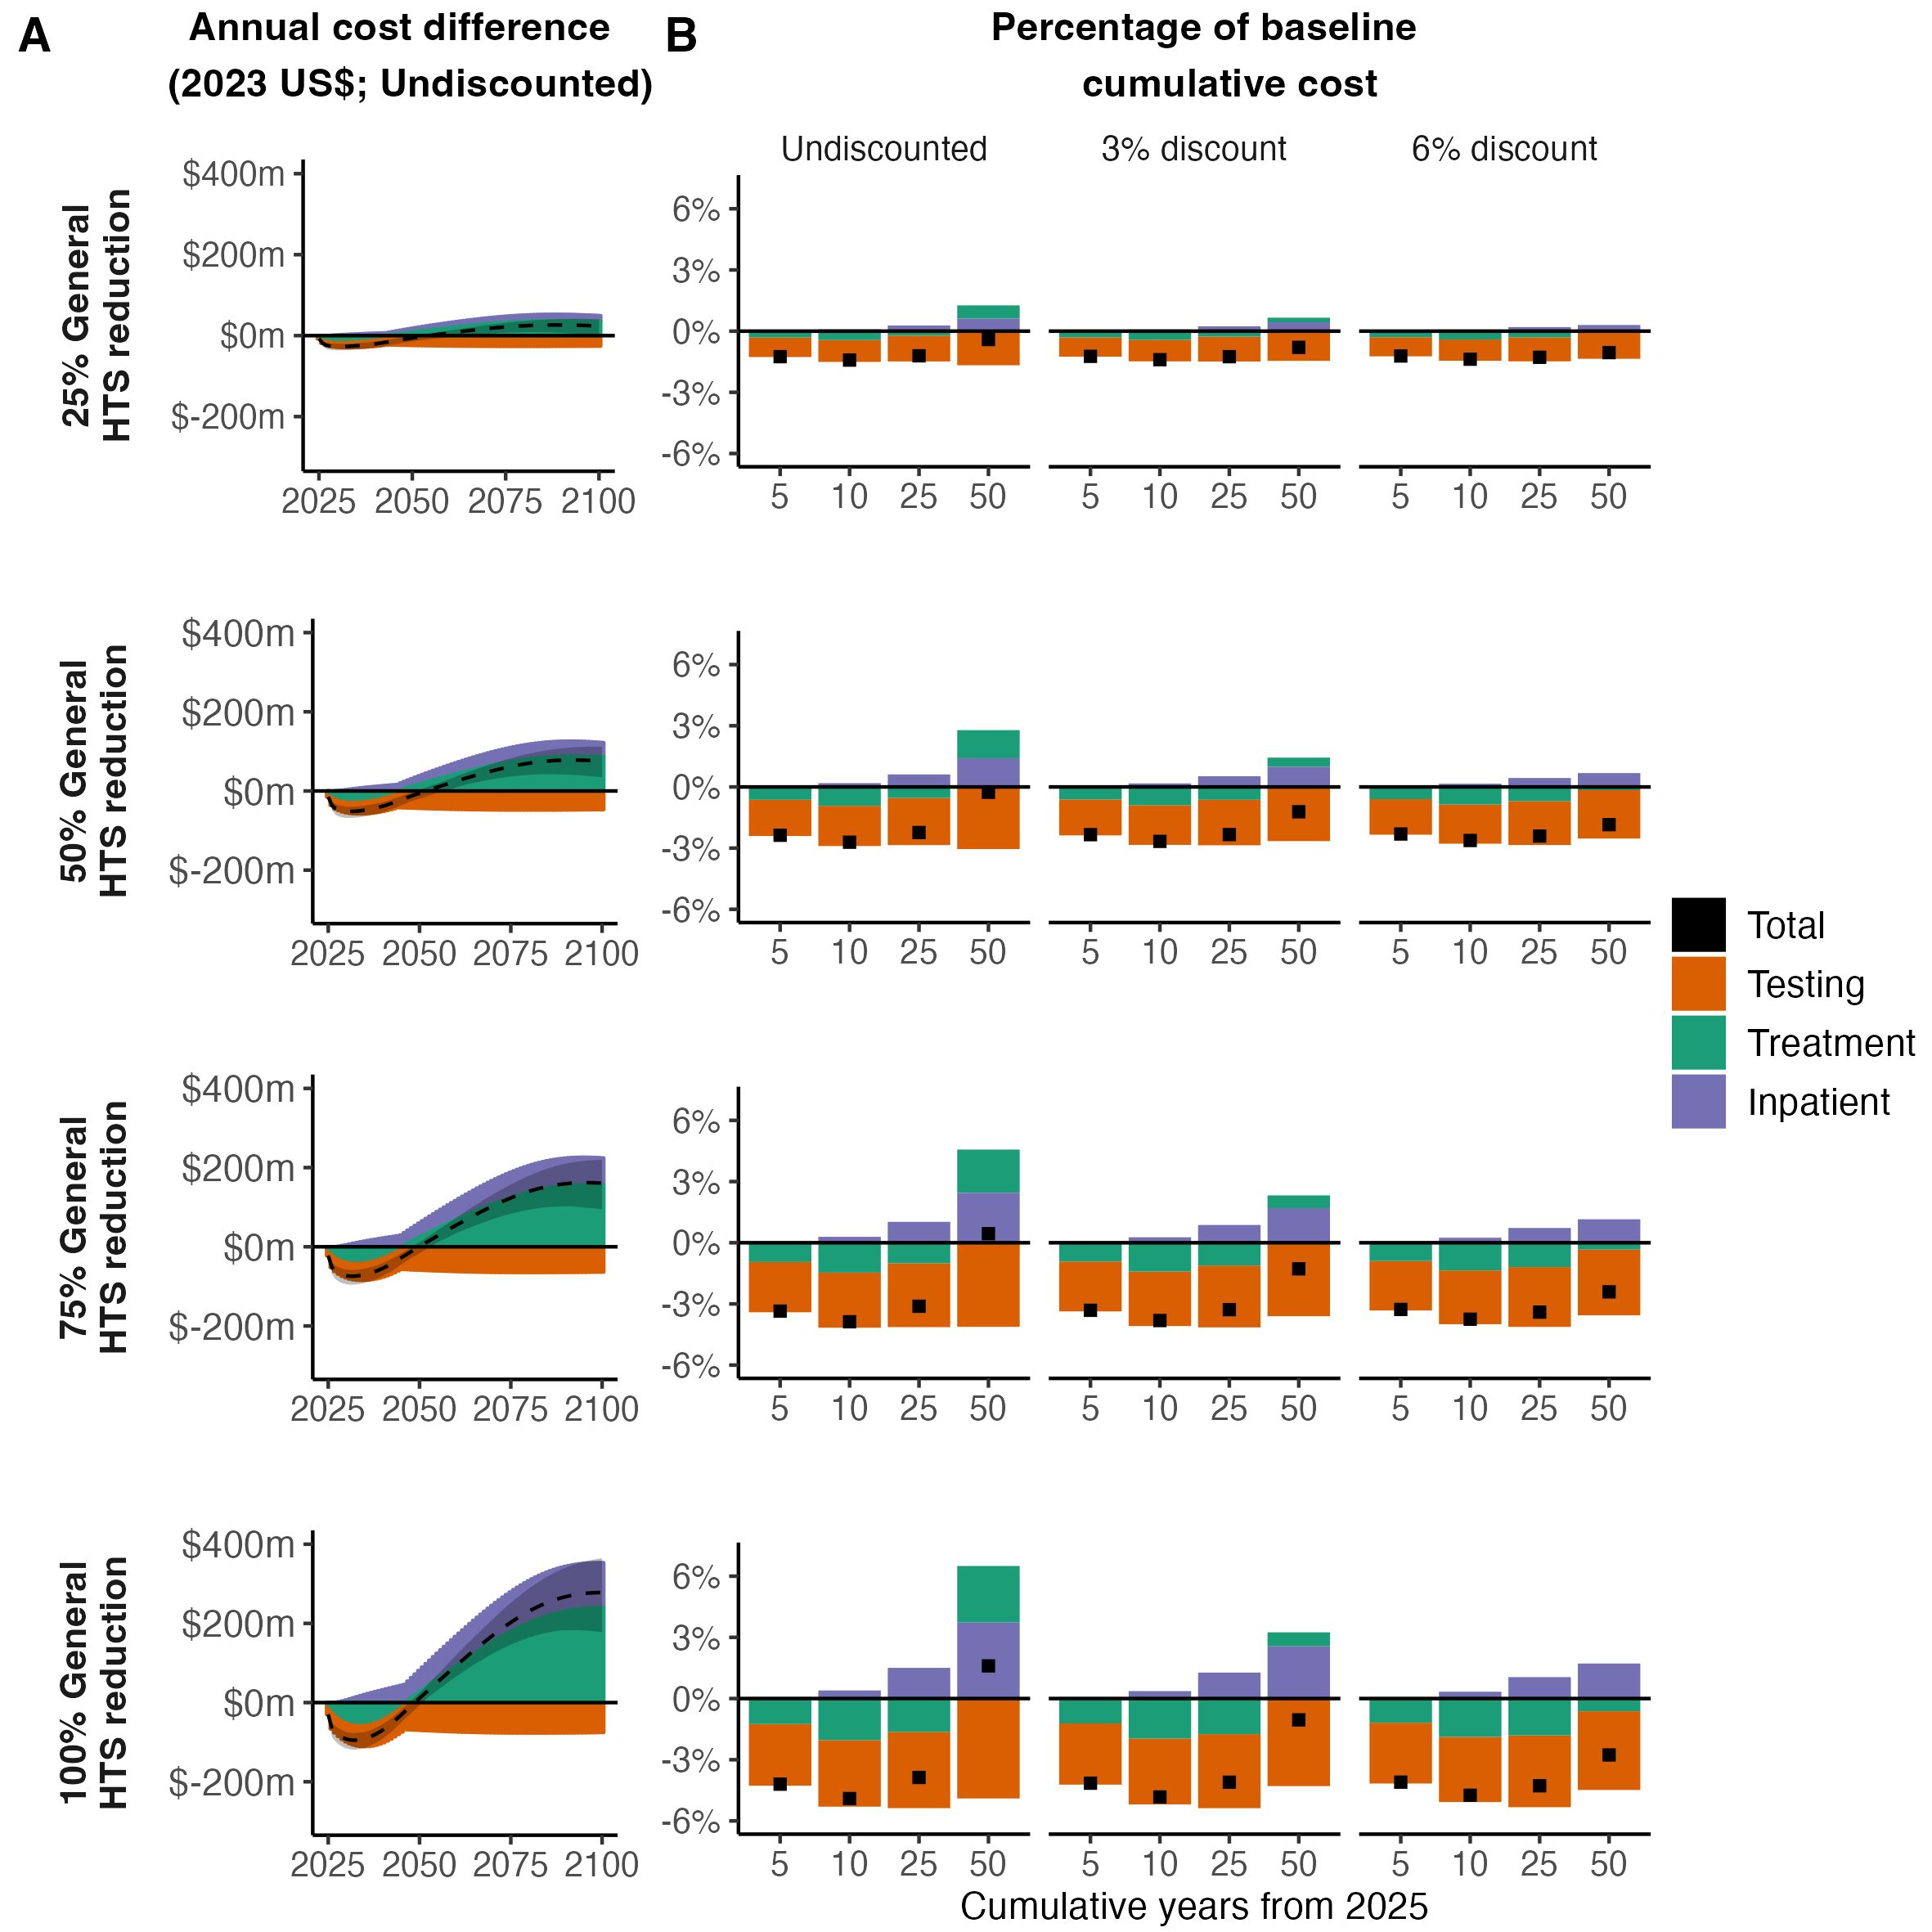 A
Annual cost difference
(2023 US$; Undiscounted)
B
Percentage of baseline
cumulative cost
Undiscounted
3% discount
6% discount
25% General
HTS reduction
$400m
$200m
$0m
$-200m
2025 2050 2075 2100
6%
3%
0%
-3%
-6%
5 10 25 50
5 10 25 50
5 10 25 50
50% General
HTS reduction
$400m
$200m
$0m
$-200m
2025 2050 2075 2100
6%
3%
0%
-3%
-6%
5 10 25 50
5 10 25 50
5 10 25 50
Total
Testing
Treatment
Inpatient
75% General
HTS reduction
$400m
$200m
$0m
$-200m
2025 2050 2075 2100
6%
3%
0%
-3%
-6%
5 10 25 50
5 10 25 50
5 10 25 50
100% General
HTS reduction
$400m
$200m
$0m
$-200m
2025 2050 2075 2100
6%
3%
0%
-3%
-6%
5 10 25 50
5 10 25 50
5 10 25 50
Cumulative years from 2025